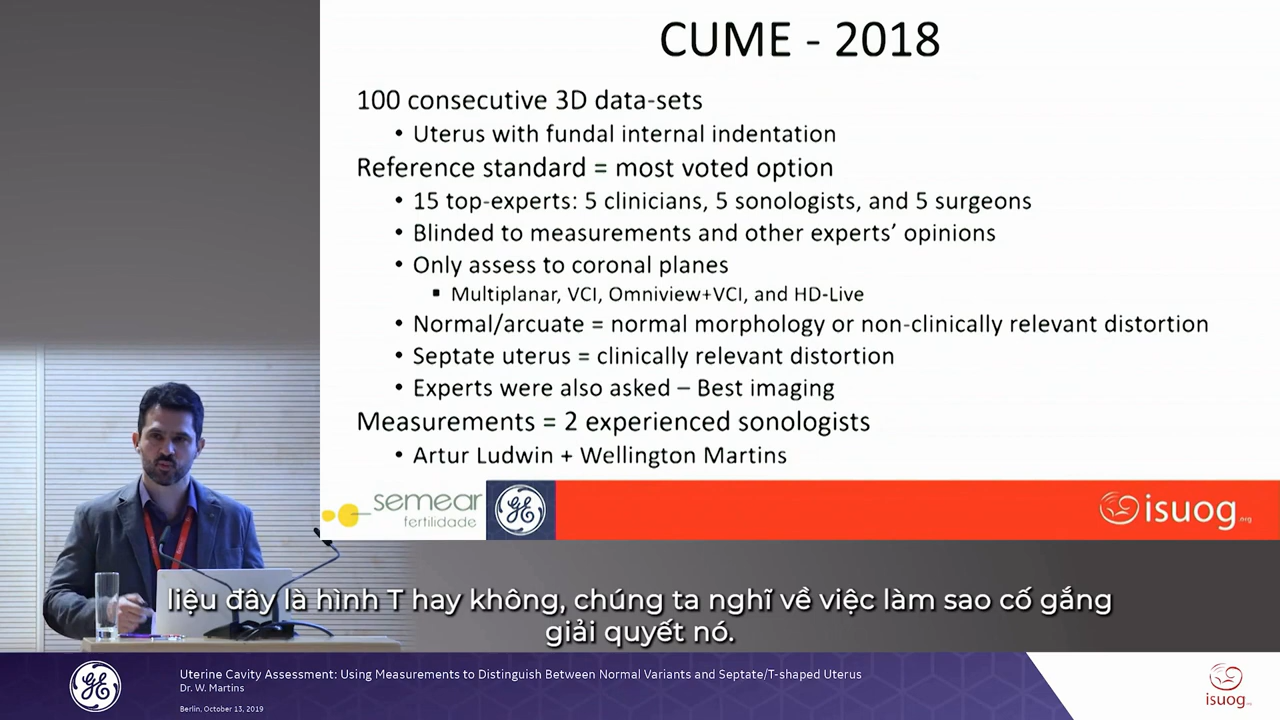 CUME - 2018
100 consecutive 3D data-sets
• Uterus with fundal internal indentation
Reference standard = most voted option
• 15 top-experts: 5 clinicians, 5 sonologists, and 5 surgeons
• Blinded to measurements and other experts’ opinions
• Only assess to coronal planes
▪ Multiplanar, VCI, Omniview+VCI, and HD-Live
• Normal/arcuate = normal morphology or non-clinically relevant distortion
• Septate uterus = clinically relevant distortion
• Experts were also asked – Best imaging
Measurements = 2 experienced sonologists
• Artur Ludwin + Wellington Martins
semear
fertilidade
GE
isuog.org
liệu đây là hình T hay không, chúng ta nghĩ về việc làm sao cố gắng
giải quyết nó.
GE
Uterine Cavity Assessment: Using Measurements to Distinguish Between Normal Variants and Septate/T-shaped Uterus
Dr. W. Martins
Berlin, October 13, 2019
isuog.org